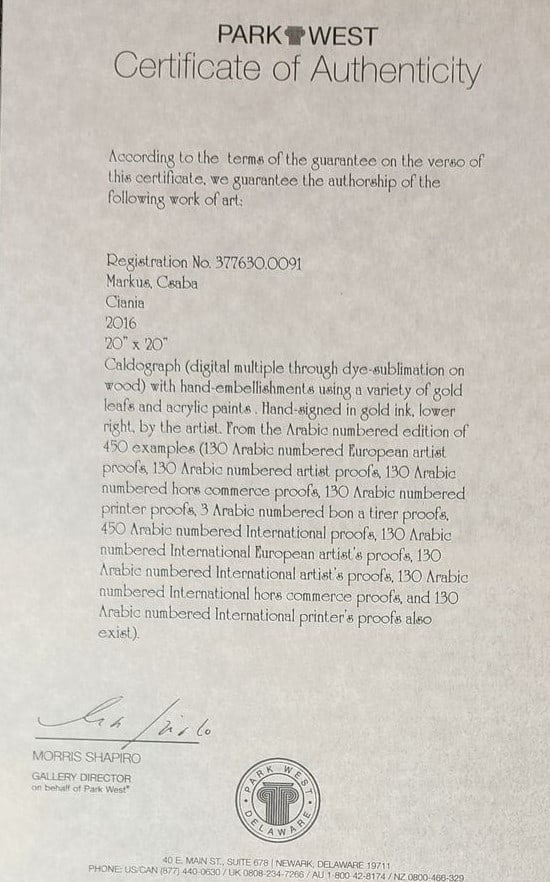 PARK WEST
Certificate of Authenticity
According to the terms of the guarantee on the verso of
this certificate, we guarantee the authorship of the
following work of art:
Registration No. 377630.0091
Markus, Csaba
Ciania
2016
20" x 20"
Caldograph (digital multiple through dye-sublimation on
wood) with hand-embellishments using a variety of gold
leafs and acrylic paints . Hand-signed in gold ink, lower
right, by the artist. From the Arabic numbered edition of
450 examples (130 Arabic numbered European artist
proofs, 130 Arabic numbered artist proofs, 130 Arabic
numbered hors commerce proofs, 130 Arabic numbered
printer proofs, 3 Arabic numbered bon a tirer proofs,
450 Arabic numbered International proofs, 130 Arabic
numbered International European artist's proofs, 130
Arabic numbered International artist's proofs, 130 Arabic
numbered International hors commerce proofs, and 130
Arabic numbered International printer's proofs also
exist).
MORRIS SHAPIRO
GALLERY DIRECTOR
on behalf of Park West®
PARK WEST
DELAWARE
40 E. MAIN ST., SUITE 678 | NEWARK, DELAWARE 19711
PHONE: US/CAN (877) 440-0630 / UK 0808-234-7266 / AU 1-800-42-8174 / NZ 0800-466-329